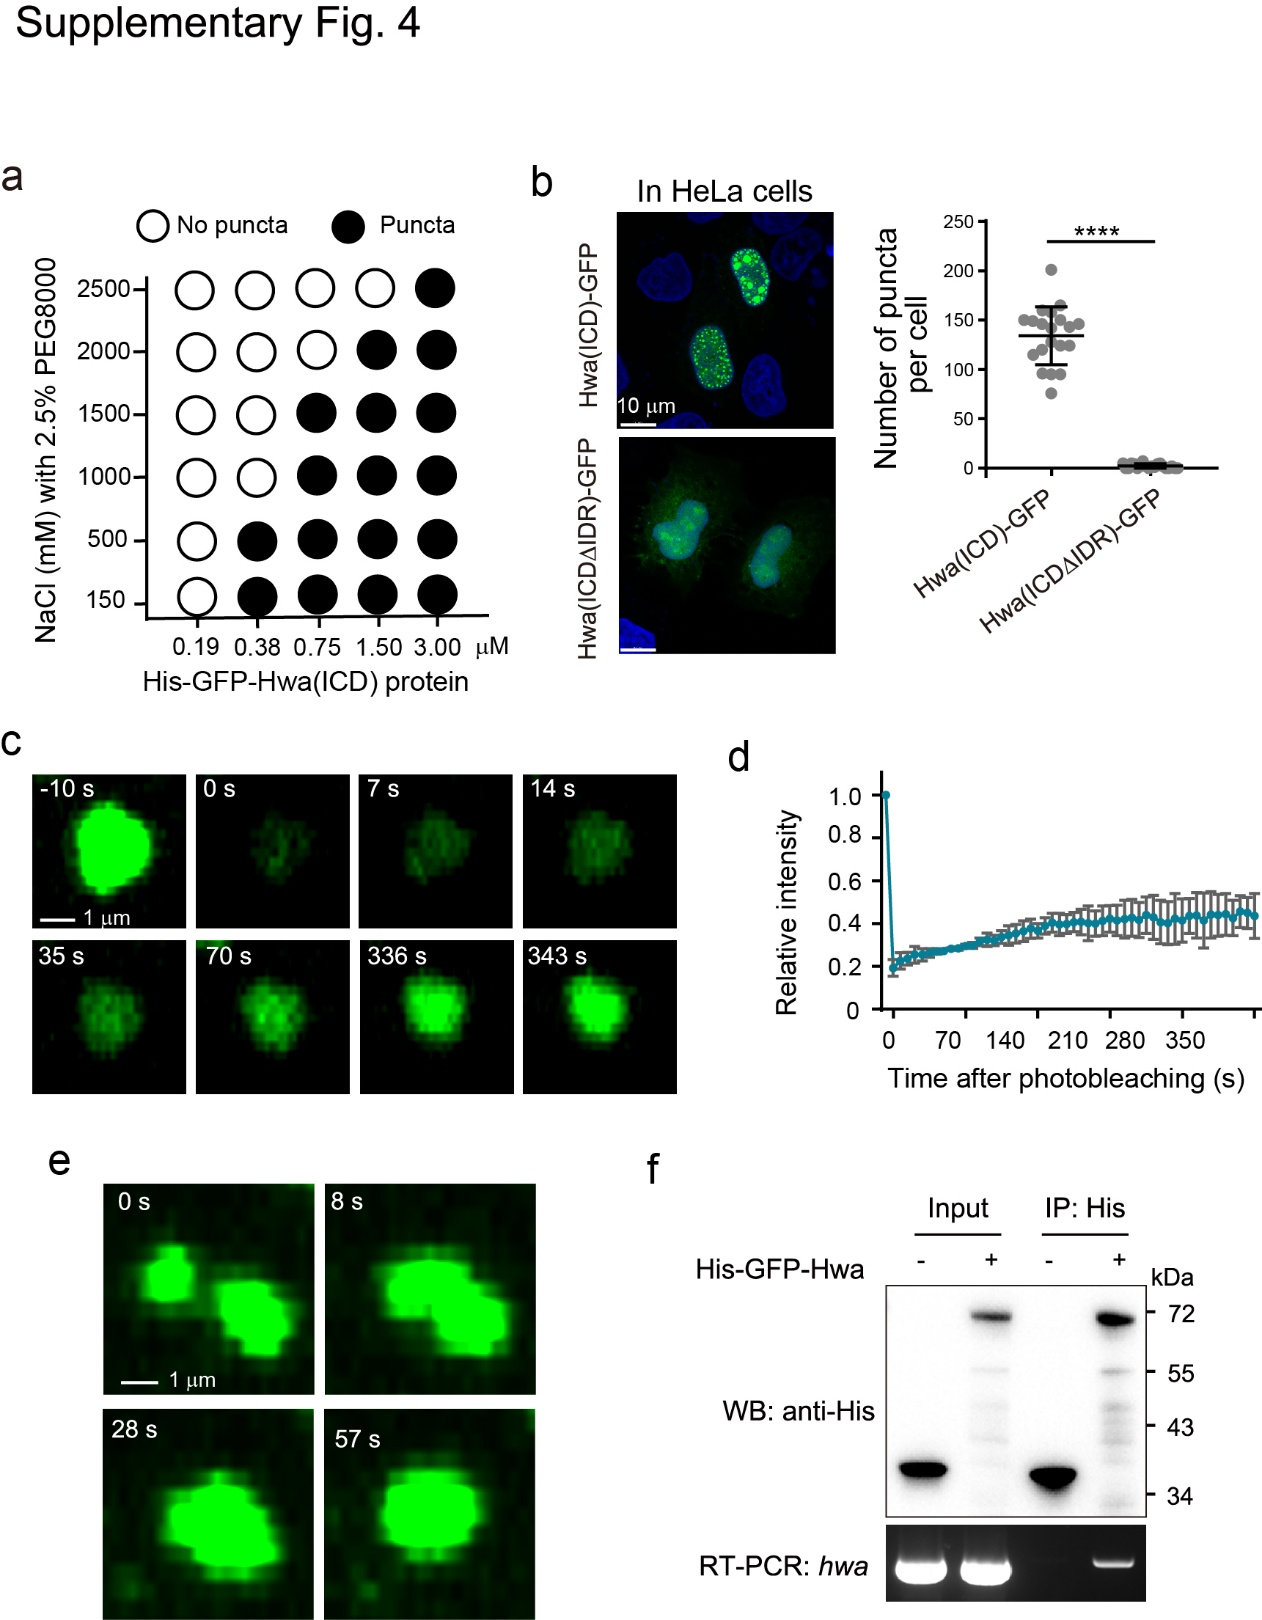 Supplementary Fig. 4
a
No puncta
Puncta
NaCl (mM) with 2.5% PEG8000
2500
2000
1500
1000
500
150
0.19 0.38 0.75 1.50 3.00 μM
His-GFP-Hwa(ICD) protein
b
In HeLa cells
Hwa(ICD)-GFP
10 μm
Hwa(ICDΔIDR)-GFP
Number of puncta
per cell
250
200
150
100
50
0
****
Hwa(ICD)-GFP
Hwa(ICDΔIDR)-GFP
c
-10 s
0 s
7 s
14 s
1 μm
35 s
70 s
336 s
343 s
d
Relative intensity
1.0
0.8
0.6
0.4
0.2
0
0 70 140 210 280 350
Time after photobleaching (s)
e
0 s
8 s
1 μm
28 s
57 s
f
Input IP: His
His-GFP-Hwa - + - +
kDa
72
55
WB: anti-His
43
34
RT-PCR: hwa